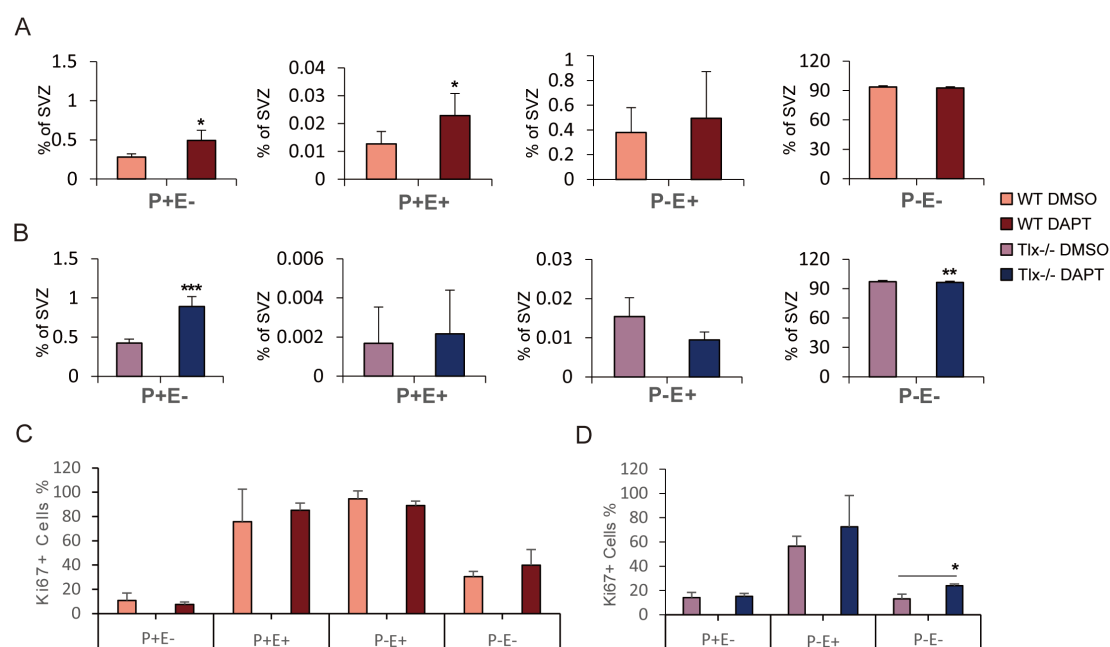 A
% of SVZ
1.5
1
0.5
0
*
P+E-
% of SVZ
0.04
0.03
0.02
0.01
0
*
P+E+
% of SVZ
1
0.8
0.6
0.4
0.2
0
P-E+
% of SVZ
120
90
60
30
0
P-E-
WT DMSO
WT DAPT
Tlx-/- DMSO
Tlx-/- DAPT
B
% of SVZ
1.5
1
0.5
0
***
P+E-
% of SVZ
0.006
0.004
0.002
0
P+E+
% of SVZ
0.03
0.02
0.01
0
P-E+
% of SVZ
120
90
60
30
0
**
P-E-
C
Ki67+ Cells %
120
100
80
60
40
20
0
P+E-
P+E+
P-E+
P-E-
D
Ki67+ Cells %
120
100
80
60
40
20
0
*
P+E-
P-E+
P-E-